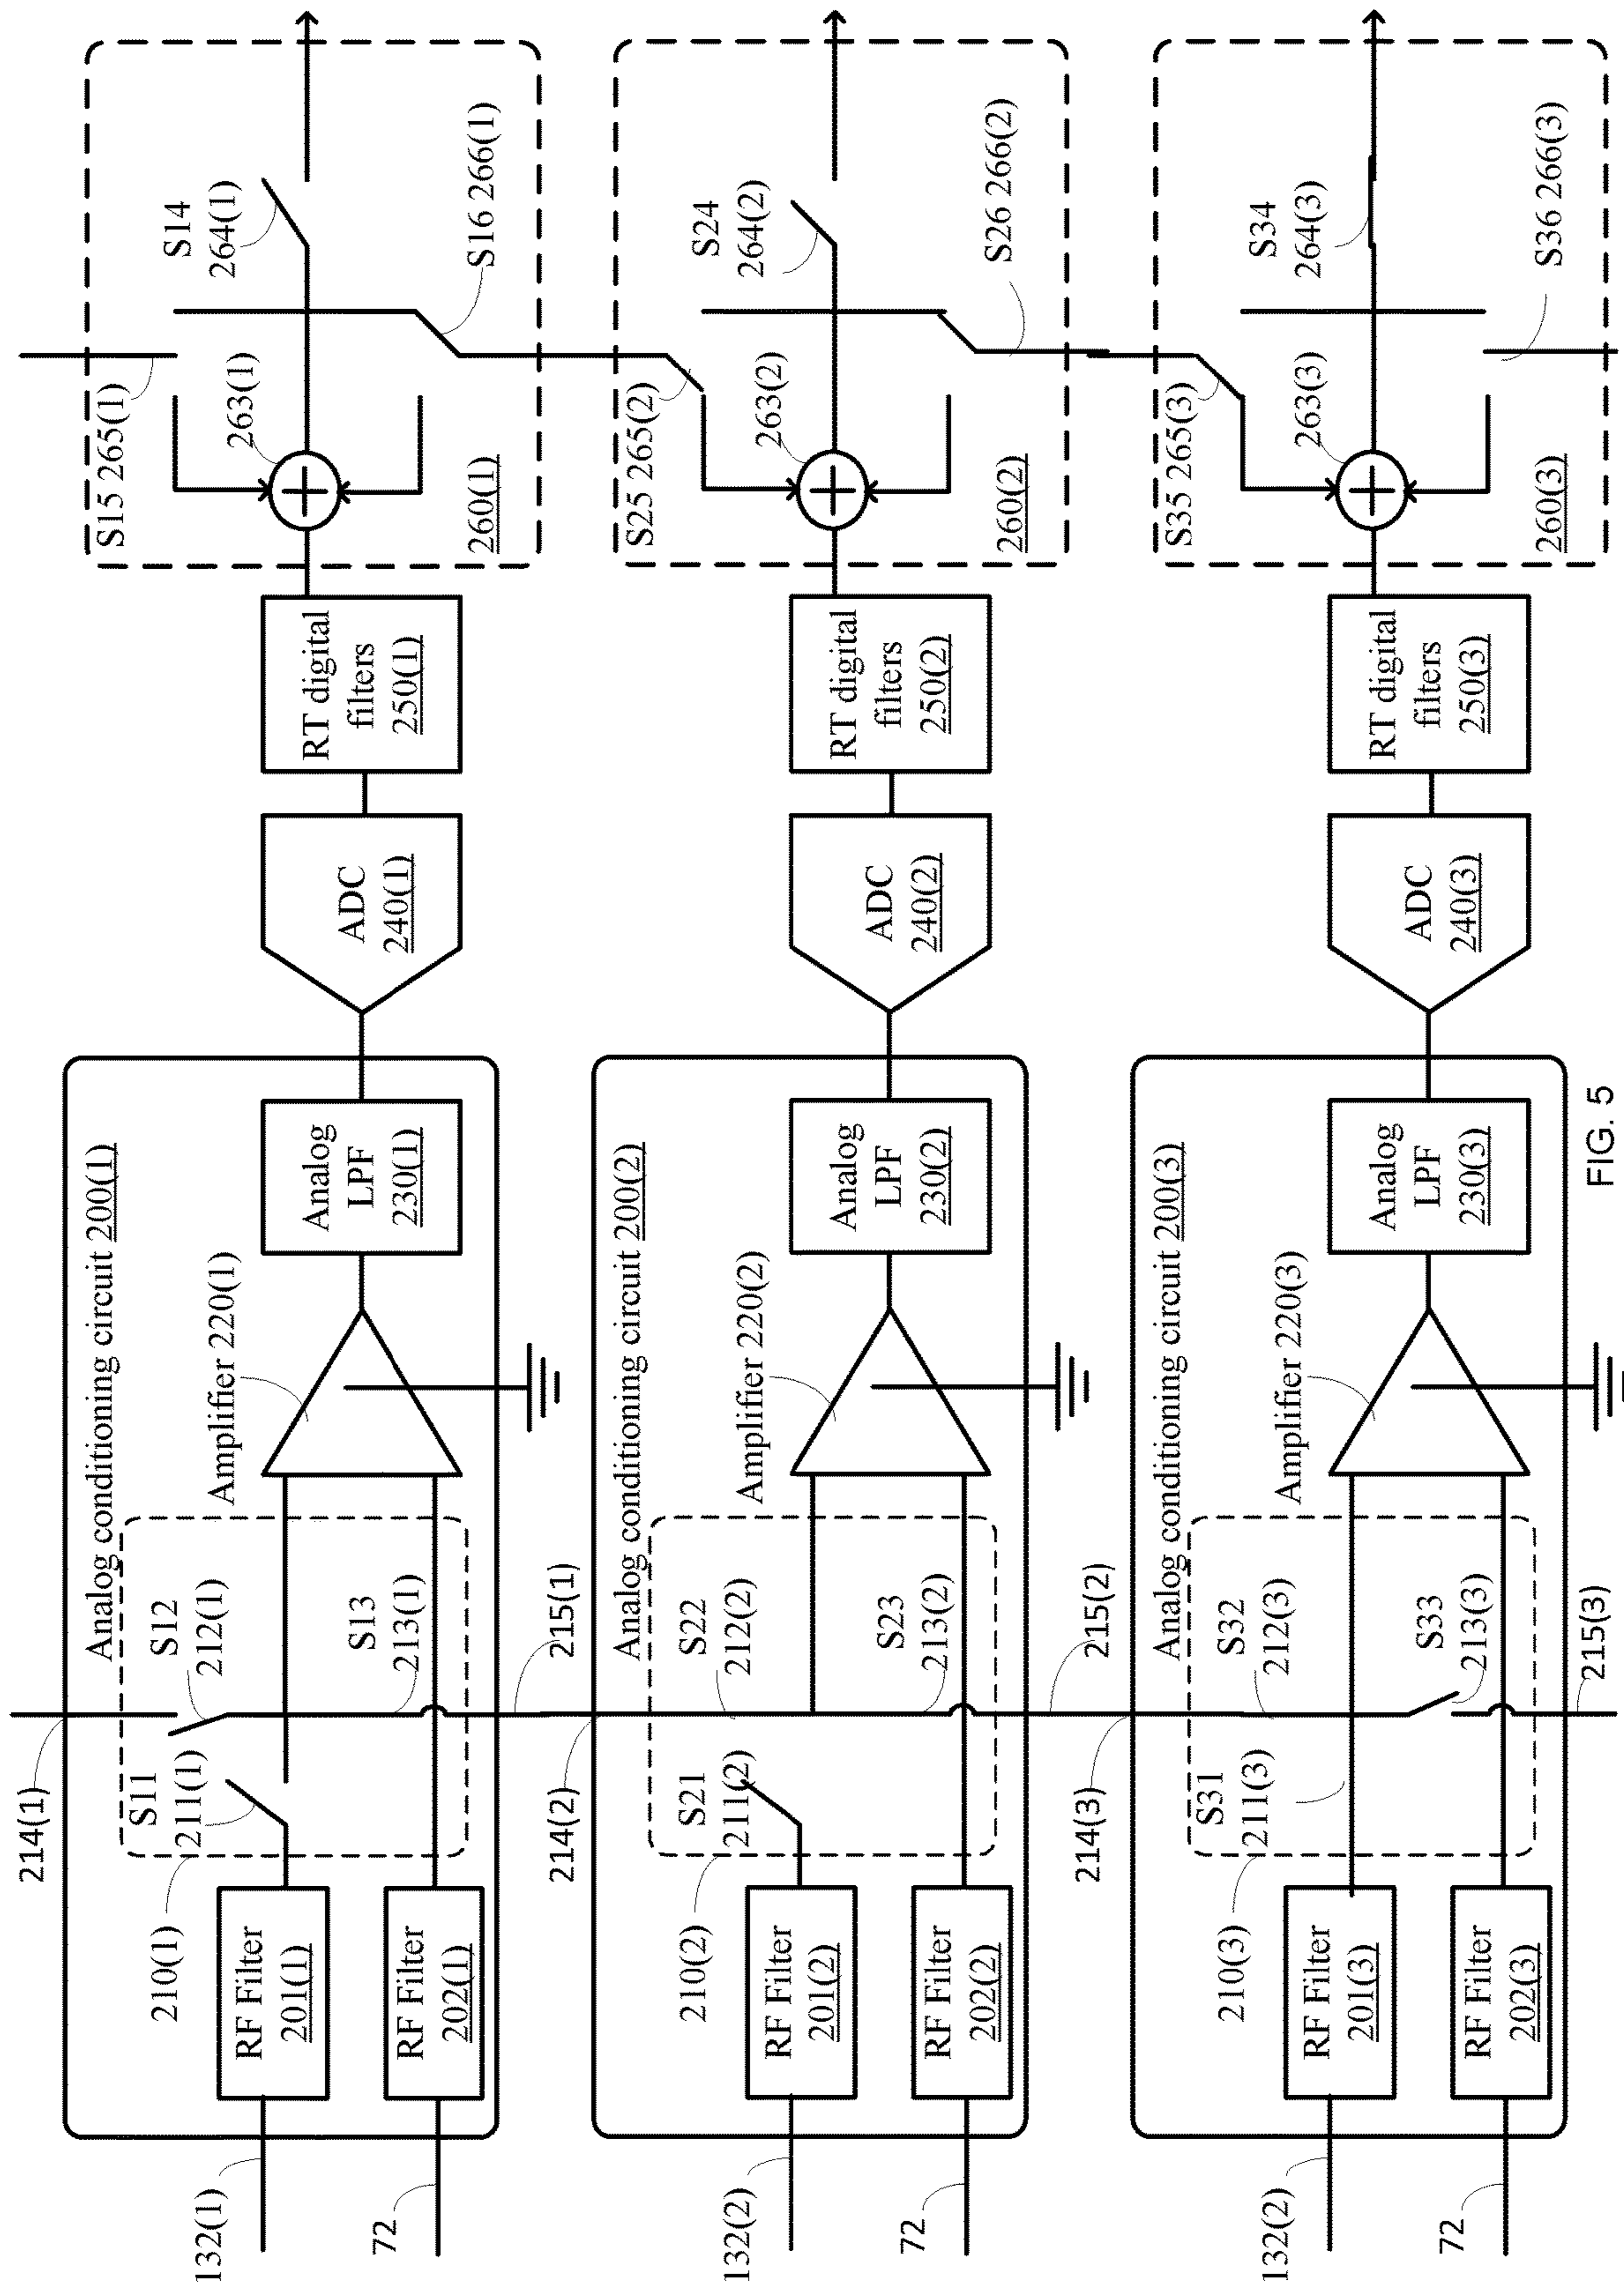 214(1)
210(1)
132(1)
72
RF Filter
201(1)
RF Filter
202(1)
S11
211(1)
S12
212(1)
S13
213(1)
215(1)
Analog conditioning circuit 200(1)
Amplifier 220(1)
Analog
LPF
230(1)
ADC
240(1)
RT digital
filters
250(1)
S15 265(1)
263(1)
260(1)
S14
264(1)
S16 266(1)
214(2)
210(2)
132(2)
72
RF Filter
201(2)
RF Filter
202(2)
S21
211(2)
S22
212(2)
S23
213(2)
215(2)
Analog conditioning circuit 200(2)
Amplifier 220(2)
Analog
LPF
230(2)
ADC
240(2)
RT digital
filters
250(2)
S25 265(2)
263(2)
260(2)
S24
264(2)
S26 266(2)
214(3)
210(3)
132(2)
72
RF Filter
201(3)
RF Filter
202(3)
S31
211(3)
S32
212(3)
S33
213(3)
215(3)
Analog conditioning circuit 200(3)
Amplifier 220(3)
Analog
LPF
230(3)
ADC
240(3)
RT digital
filters
250(3)
S35 265(3)
263(3)
260(3)
S34
264(3)
S36 266(3)
FIG. 5